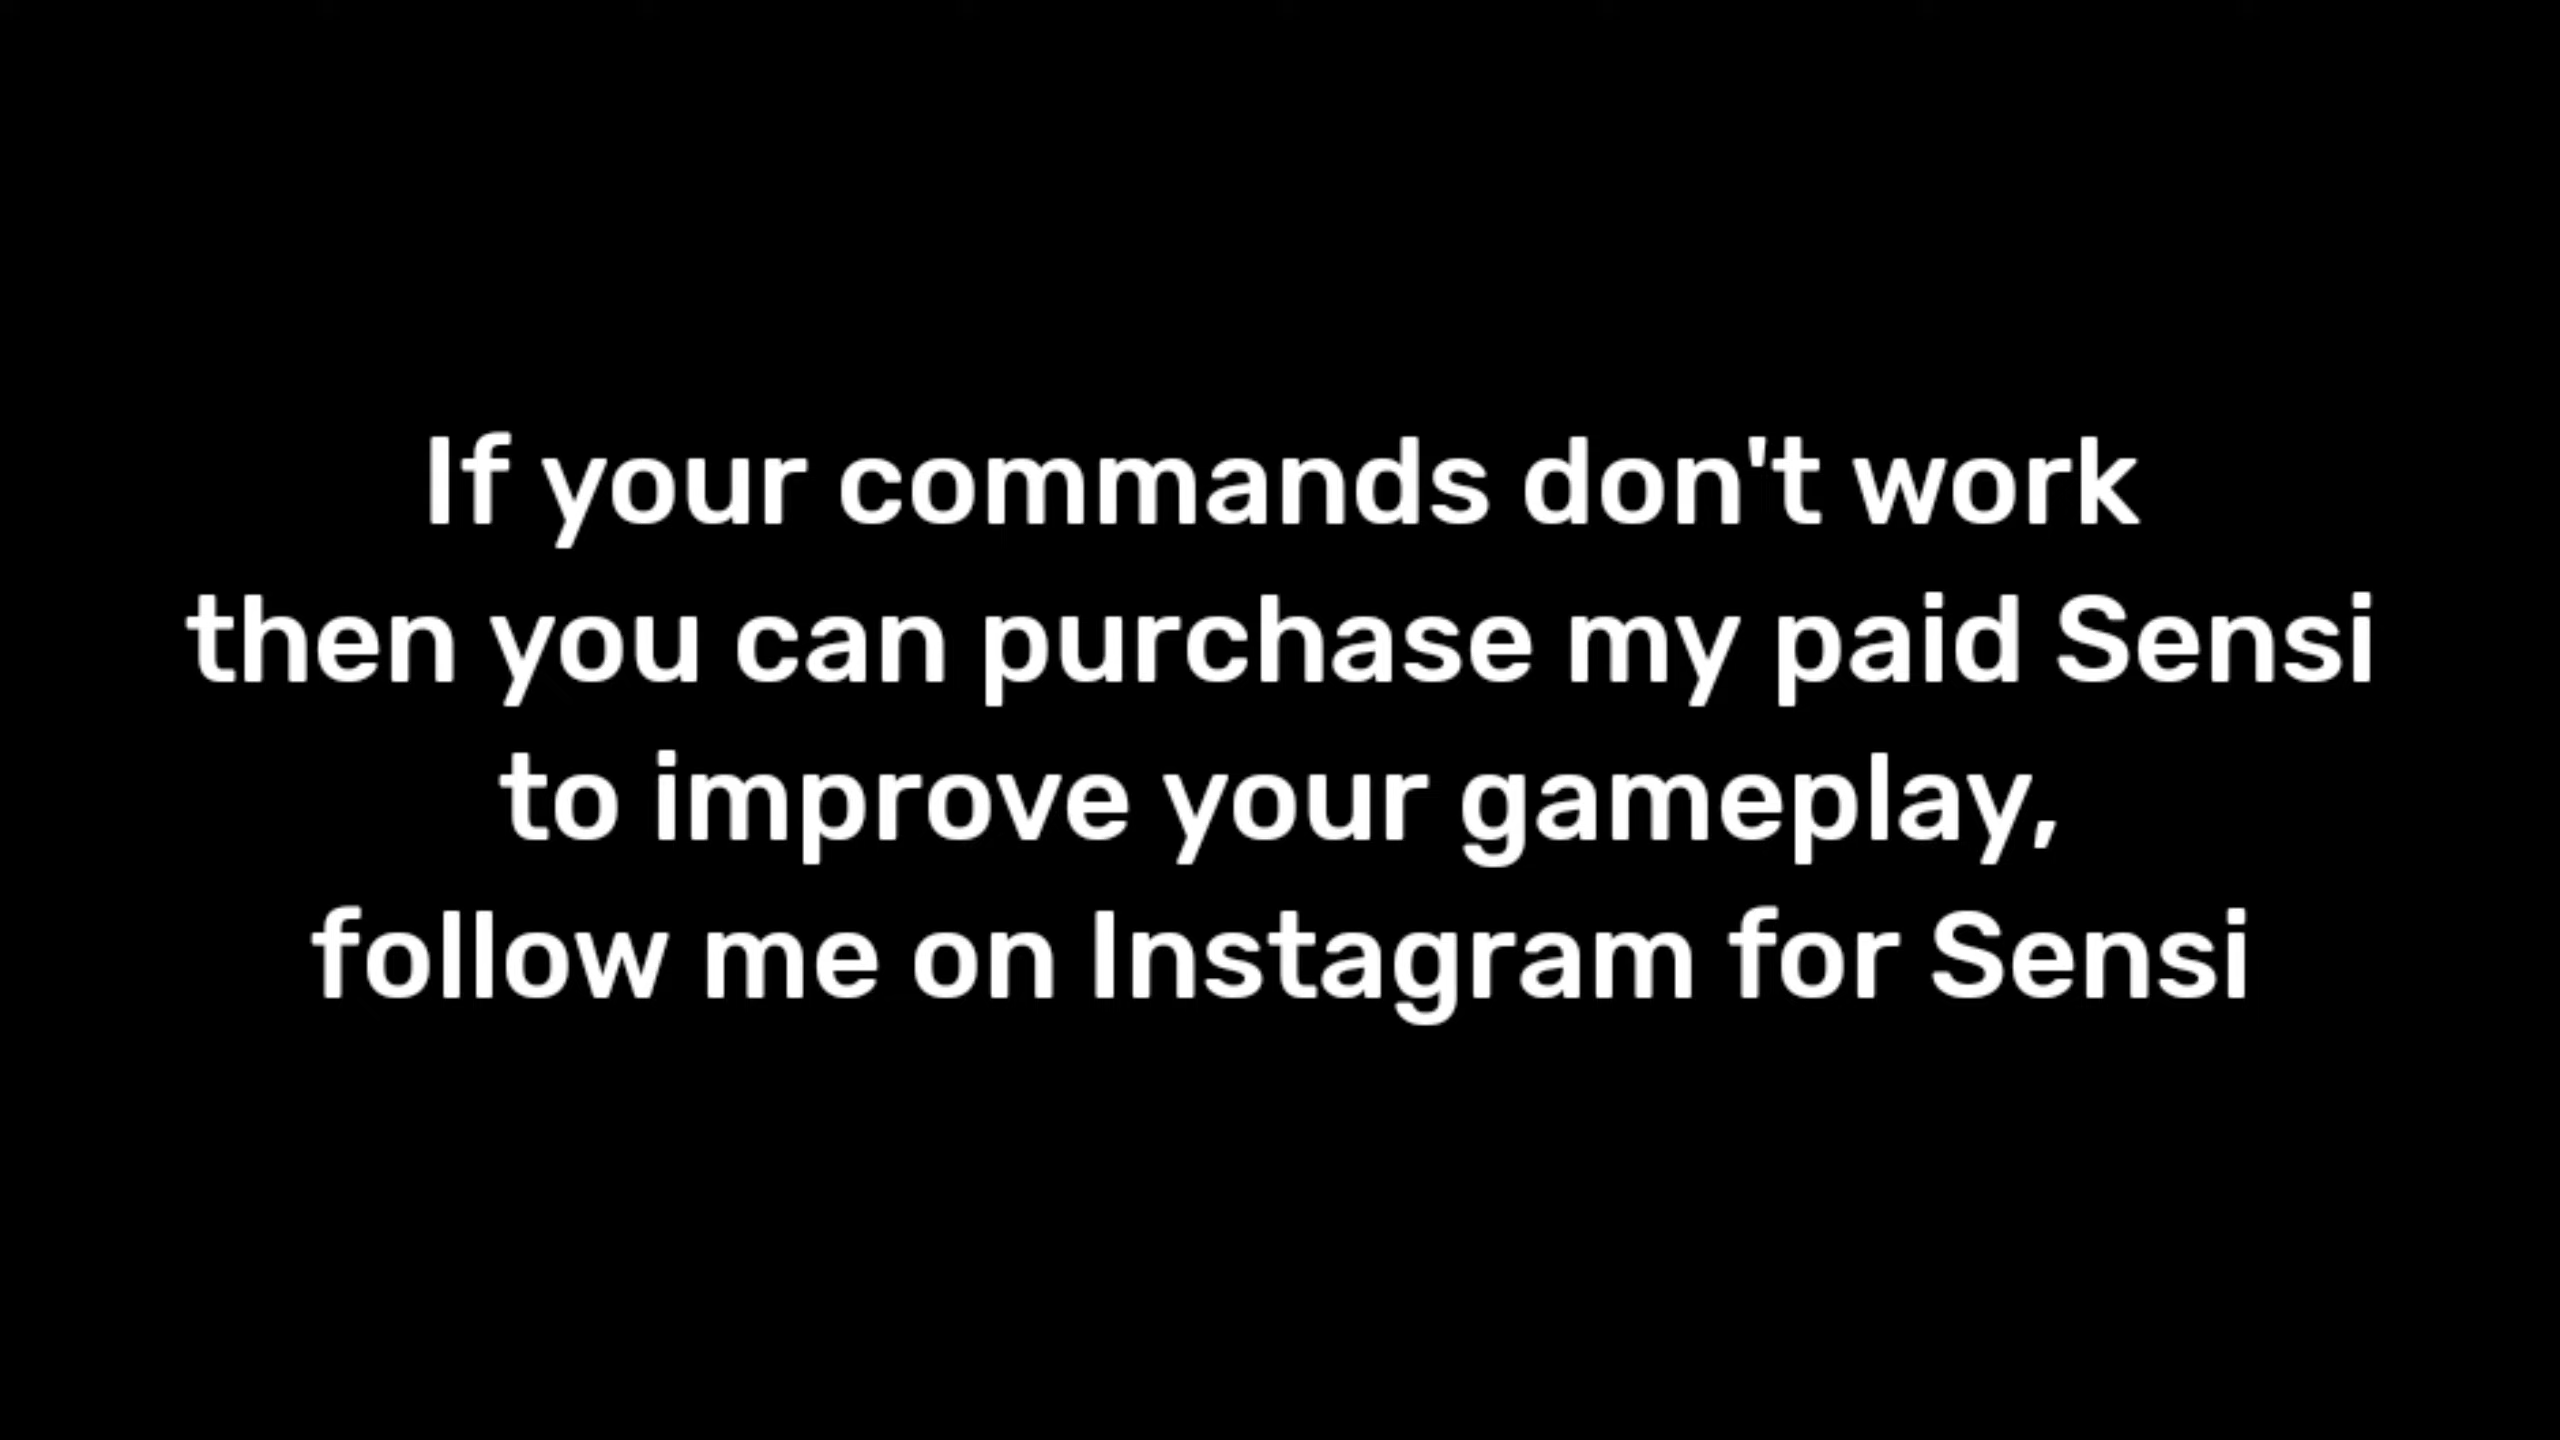 If your commands don't work
then you can purchase my paid Sensi
to improve your gameplay,
follow me on Instagram for Sensi